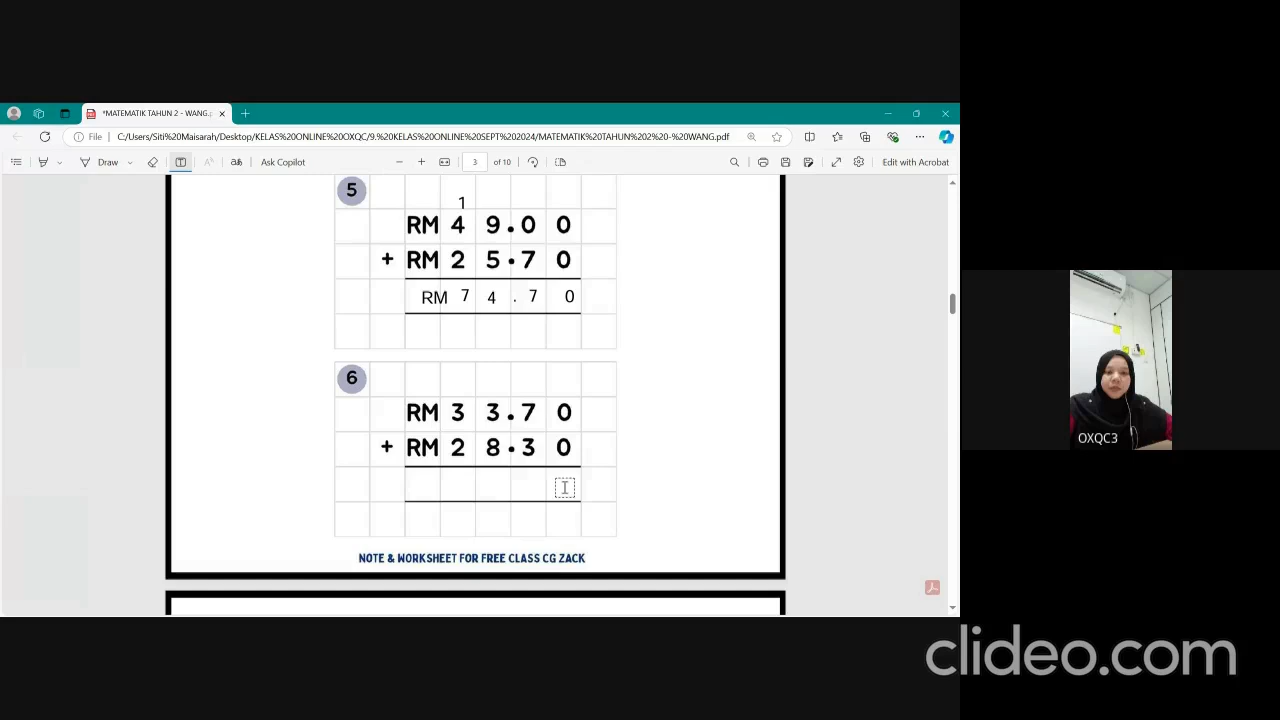 *MATEMATIK TAHUN 2 - WANG.p
File
C:/Users/Siti%20Maisarah/Desktop/KELAS%20ONLINE%20OXQC/9.%20KELAS%20ONLINE%20SEPT%202024/MATEMATIK%20TAHUN%202%20-%20WANG.pdf
Draw
Ask Copilot
3 of 10
Edit with Acrobat
5
1
RM 4 9.0 0
+ RM 2 5.7 0
RM 7 4 . 7 0
6
RM 3 3.7 0
+ RM 2 8.3 0
NOTE & WORKSHEET FOR FREE CLASS CG ZACK
OXQC3
clideo.com